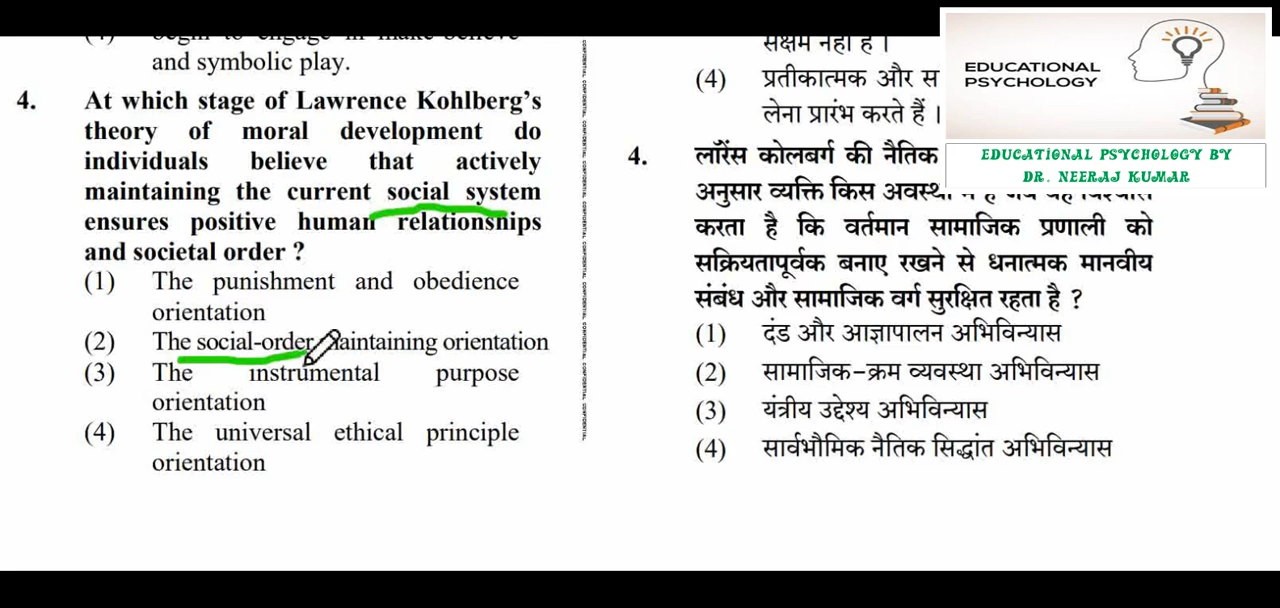 and symbolic play.
4. At which stage of Lawrence Kohlberg's
theory of moral development do
individuals believe that actively
maintaining the current social system
ensures positive human relationships
and societal order ?
(1) The punishment and obedience
orientation
(2) The social-order maintaining orientation
(3) The instrumental purpose
orientation
(4) The universal ethical principle
orientation
सक्षम नहीं हैं ।
(4) प्रतीकात्मक और स
लेना प्रारंभ करते हैं ।
4. लॉरेंस कोलबर्ग की नैतिक
अनुसार व्यक्ति किस अवस्था
करता है कि वर्तमान सामाजिक प्रणाली को
सक्रियतापूर्वक बनाए रखने से धनात्मक मानवीय
संबंध और सामाजिक वर्ग सुरक्षित रहता है ?
(1) दंड और आज्ञापालन अभिविन्यास
(2) सामाजिक-क्रम व्यवस्था अभिविन्यास
(3) यंत्रीय उद्देश्य अभिविन्यास
(4) सार्वभौमिक नैतिक सिद्धांत अभिविन्यास
EDUCATIONAL
PSYCHOLOGY
EDUCATIONAL PSYCHOLOGY BY
DR. NEERAJ KUMAR